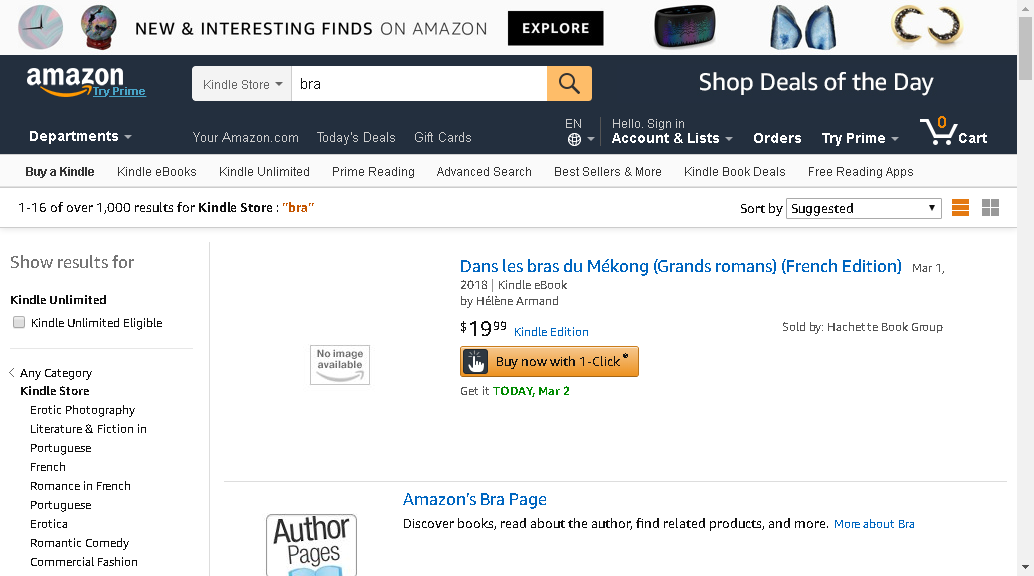 NEW & INTERESTING FINDS ON AMAZON EXPLORE
amazon Try Prime
Kindle Store bra
Shop Deals of the Day
Departments Your Amazon.com Today's Deals Gift Cards EN Hello. Sign in Account & Lists Orders Try Prime 0 Cart
Buy a Kindle Kindle eBooks Kindle Unlimited Prime Reading Advanced Search Best Sellers & More Kindle Book Deals Free Reading Apps
1-16 of over 1,000 results for Kindle Store : "bra" Sort by Suggested
Show results for
Kindle Unlimited
Kindle Unlimited Eligible
Any Category
Kindle Store
Erotic Photography
Literature & Fiction in
Portuguese
French
Romance in French
Portuguese
Erotica
Romantic Comedy
Commercial Fashion
No image
available
Dans les bras du Mékong (Grands romans) (French Edition) Mar 1,
2018 | Kindle eBook
by Hélène Armand
$19 99 Kindle Edition
Sold by: Hachette Book Group
Buy now with 1-Click ®
Get it TODAY, Mar 2
Author
Pages
Amazon's Bra Page
Discover books, read about the author, find related products, and more. More about Bra